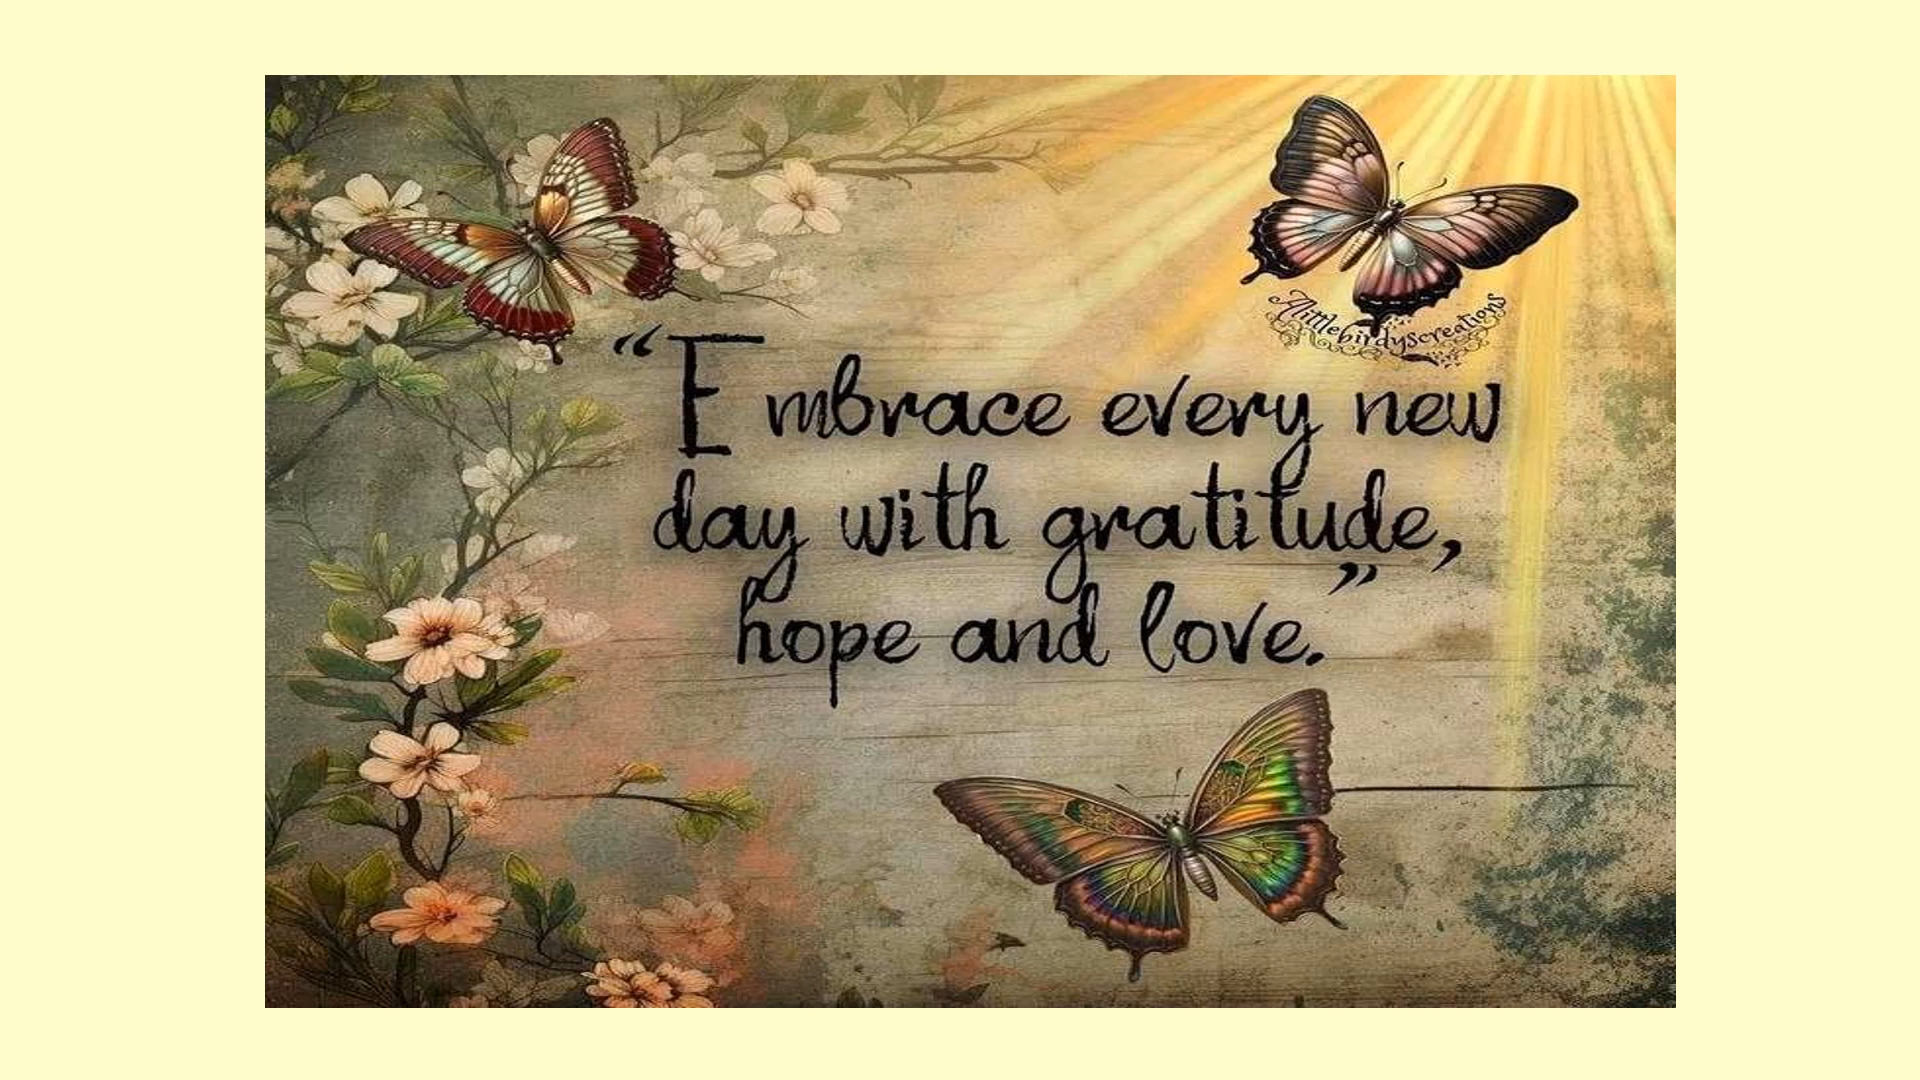 Alittlebirdyscreations
“Embrace every new
day with gratitude,
hope and love.”